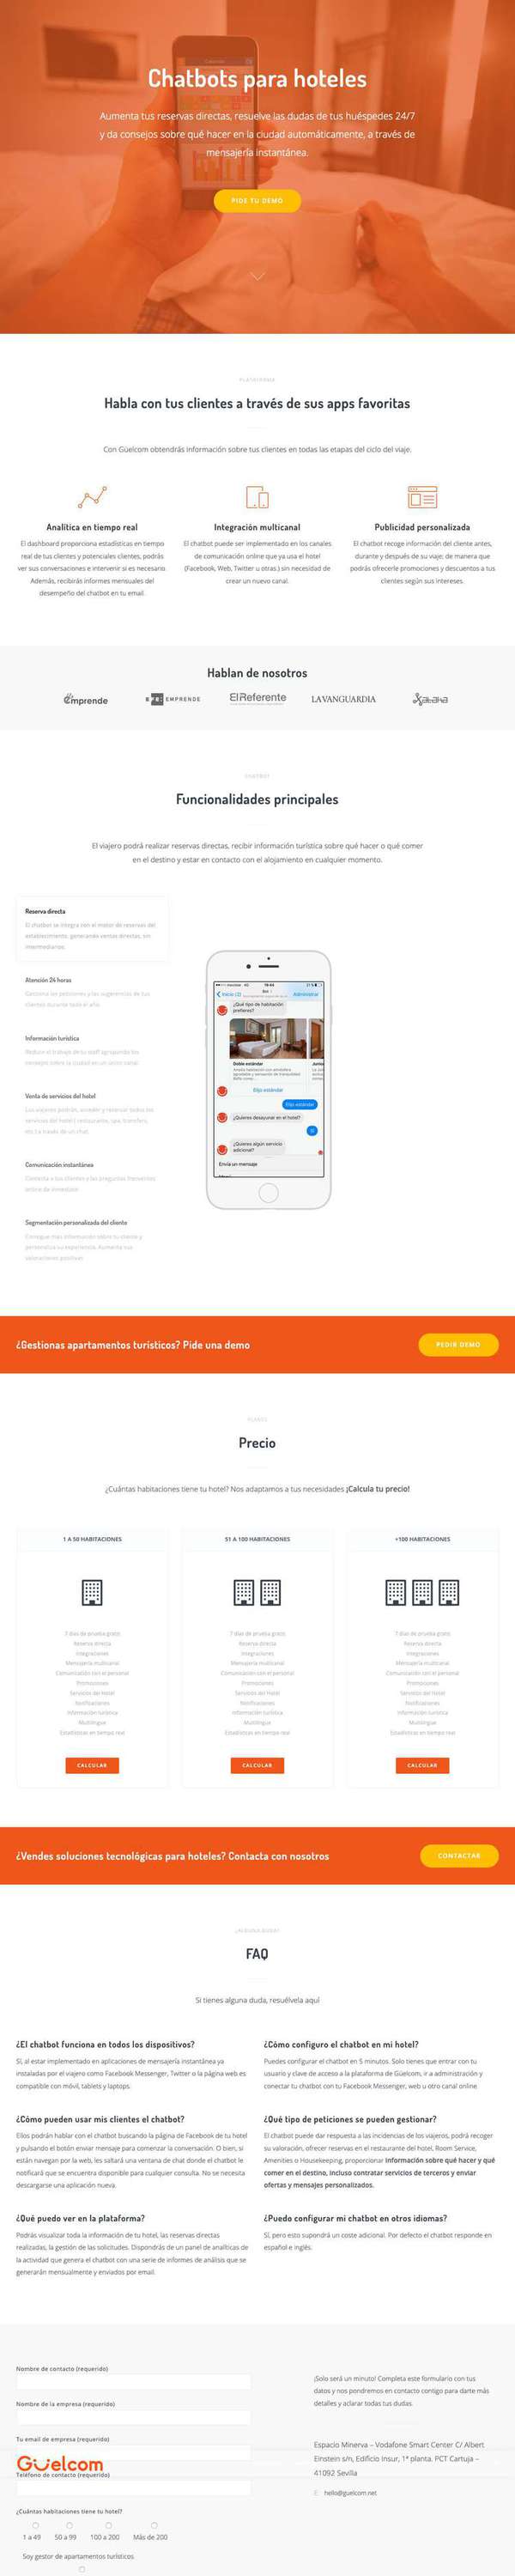 Chatbots para hoteles
Aumenta tus reservas directas, resuelve las dudas de tus huéspedes 24/7
y da consejos sobre qué hacer en la ciudad automáticamente, a través de
mensajería instantánea.
PIDE TU DEMO
PLATAFORMA
Habla con tus clientes a través de sus apps favoritas
Con Güelcom obtendrás información sobre tus clientes en todas las etapas del ciclo del viaje.
Analítica en tiempo real
El dashboard proporciona estadísticas en tiempo
real de tus clientes y potenciales clientes, podrás
ver sus conversaciones e intervenir si es necesario.
Además, recibirás informes mensuales del
desempeño del chatbot en tu email.
Integración multicanal
El chatbot puede ser implementado en los canales
de comunicación online que ya usa el hotel
(Facebook, Web, Twitter u otras.) sin necesidad de
crear un nuevo canal.
Publicidad personalizada
El chatbot recoge información del cliente antes,
durante y después de su viaje; de manera que
podrás ofrecerle promociones y descuentos a tus
clientes según sus intereses.
Hablan de nosotros
Emprende
EMPRENDE
El Referente
LA VANGUARDIA
Xataka
CHATBOT
Funcionalidades principales
El viajero podrá realizar reservas directas, recibir información turística sobre qué hacer o qué comer
en el destino y estar en contacto con el alojamiento en cualquier momento.
Reserva directa
El chatbot se integra con el motor de reservas del
establecimiento, generando ventas directas, sin
intermediarios.
Atención 24 horas
Gestiona las peticiones y las sugerencias de tus
clientes durante todo el año.
Información turística
Reduce el trabajo de tu staff agrupando los
consejos sobre la ciudad en un único canal.
Venta de servicios del hotel
Los viajeros podrán, acceder y reservar todos los
servicios del hotel ( restaurante, spa, transfers,
etc.) a través de un chat.
Comunicación instantánea
Contesta a tus clientes y las preguntas frecuentes
online de inmediato
Segmentación personalizada del cliente
Consigue más información sobre tu cliente y
personaliza su experiencia. Aumenta sus
valoraciones positivas.
Inicio (2)
Administrar
¿Qué tipo de habitación
prefieres?
Doble estándar
Elijo estándar
Elijo estándar
¿Quieres desayunar en el hotel?
Sí
¿Quieres algún servicio
adicional?
Envía un mensaje
¿Gestionas apartamentos turísticos? Pide una demo
PEDIR DEMO
PLANES
Precio
¿Cuántas habitaciones tiene tu hotel? Nos adaptamos a tus necesidades ¡Calcula tu precio!
1 A 50 HABITACIONES
7 días de prueba gratis
Reserva directa
Integraciones
Mensajería multicanal
Comunicación con el personal
Promociones
Servicios del Hotel
Notificaciones
Información turística
Multilingüe
Estadísticas en tiempo real
CALCULAR
51 A 100 HABITACIONES
7 días de prueba gratis
Reserva directa
Integraciones
Mensajería multicanal
Comunicación con el personal
Promociones
Servicios del Hotel
Notificaciones
Información turística
Multilingüe
Estadísticas en tiempo real
CALCULAR
+100 HABITACIONES
7 días de prueba gratis
Reserva directa
Integraciones
Mensajería multicanal
Comunicación con el personal
Promociones
Servicios del Hotel
Notificaciones
Información turística
Multilingüe
Estadísticas en tiempo real
CALCULAR
¿Vendes soluciones tecnológicas para hoteles? Contacta con nosotros
CONTACTAR
¿ALGUNA DUDA?
FAQ
Si tienes alguna duda, resuélvela aquí
¿El chatbot funciona en todos los dispositivos?
Sí, al estar implementado en aplicaciones de mensajería instantánea ya
instaladas por el viajero como Facebook Messenger, Twitter o la página web es
compatible con móvil, tablets y laptops.
¿Cómo configuro el chatbot en mi hotel?
Puedes configurar el chatbot en 5 minutos. Solo tienes que entrar con tu
usuario y clave de acceso a la plataforma de Güelcom, ir a administración y
conectar tu chatbot con tu Facebook Messenger, web u otro canal online
¿Cómo pueden usar mis clientes el chatbot?
Ellos podrán hablar con el chatbot buscando la página de Facebook de tu hotel
y pulsando el botón enviar mensaje para comenzar la conversación. O bien, si
están navegan por la web, les saltará una ventana de chat donde el chatbot le
notificará que se encuentra disponible para cualquier consulta. No se necesita
descargarse una aplicación nueva.
¿Qué tipo de peticiones se pueden gestionar?
El chatbot puede dar respuesta a las incidencias de los viajeros, podrá recoger
su valoración, ofrecer reservas en el restaurante del hotel, Room Service,
Amenities o Housekeeping, proporcionar información sobre qué hacer y qué
comer en el destino, incluso contratar servicios de terceros y enviar
ofertas y mensajes personalizados.
¿Qué puedo ver en la plataforma?
Podrás visualizar toda la información de tu hotel, las reservas directas
realizadas, la gestión de las solicitudes. Dispondrás de un panel de analíticas de
la actividad que genera el chatbot con una serie de informes de análisis que se
generarán mensualmente y enviados por email.
¿Puedo configurar mi chatbot en otros idiomas?
Sí, pero esto supondrá un coste adicional. Por defecto el chatbot responde en
español e inglés.
Nombre de contacto (requerido)
Nombre de la empresa (requerido)
Tu email de empresa (requerido)
Güelcom
Teléfono de contacto (requerido)
¿Cuántas habitaciones tiene tu hotel?
1 a 49 50 a 99 100 a 200 Más de 200
Soy gestor de apartamentos turísticos
¡Solo será un minuto! Completa este formulario con tus
datos y nos pondremos en contacto contigo para darte más
detalles y aclarar todas tus dudas.
Espacio Minerva – Vodafone Smart Center C/ Albert
Einstein s/n, Edificio Insur, 1ª planta. PCT Cartuja –
41092 Sevilla
E: hello@guelcom.net